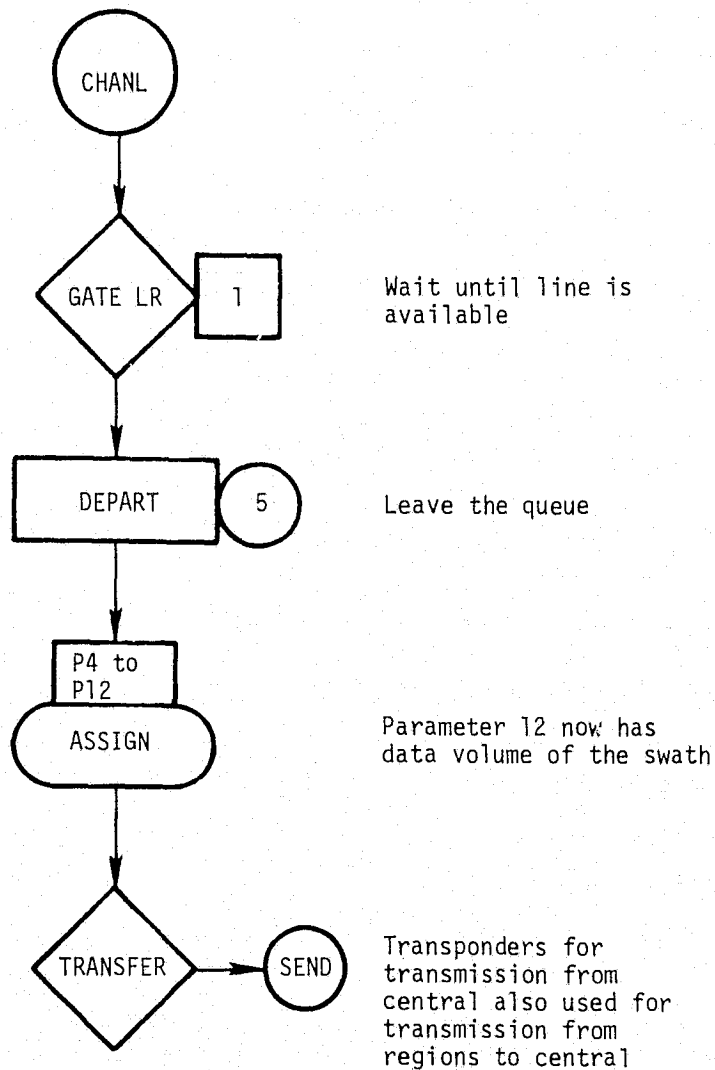 CHANL
GATE LR
1
Wait until line is
available
DEPART
5
Leave the queue
P4 to
P12
ASSIGN
Parameter 12 now has
data volume of the swath
TRANSFER
SEND
Transponders for
transmission from
central also used for
transmission from
regions to central